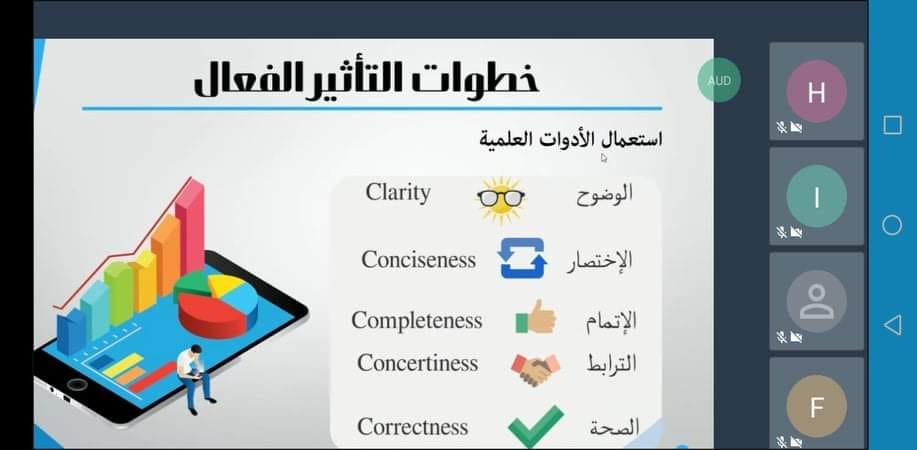 خطوات التأثير الفعال
AUD
استعمال الأدوات العلمية
Clarity الوضوح
Conciseness الإختصار
Completeness الإتمام
Concertiness الترابط
Correctness الصحة
H
I
F